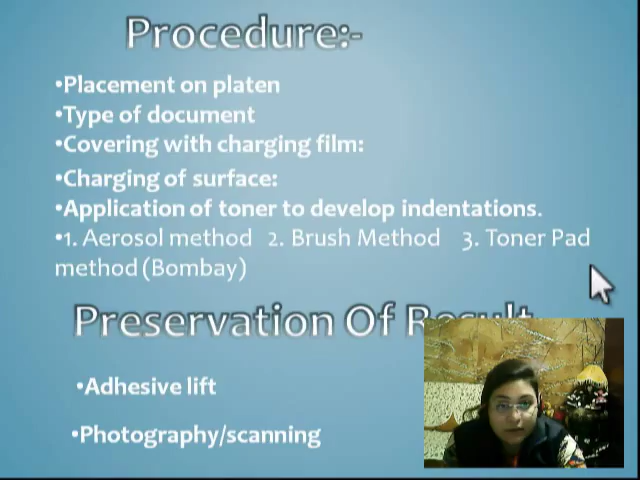 Procedure:-
•Placement on platen
•Type of document
•Covering with charging film:
•Charging of surface:
•Application of toner to develop indentations.
•1. Aerosol method 2. Brush Method 3. Toner Pad
method (Bombay)
Preservation Of Result
•Adhesive lift
•Photography/scanning